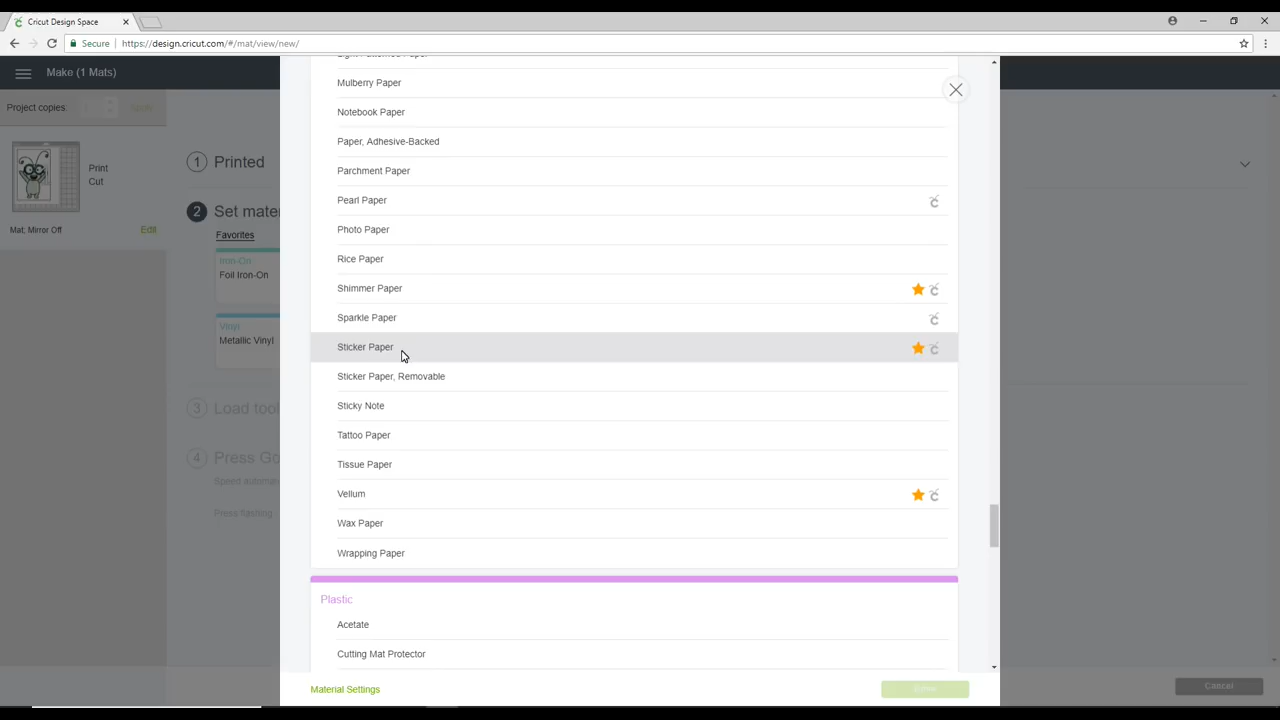 Cricut Design Space
Secure https://design.cricut.com/#/mat/view/new/
Make (1 Mats)
Project copies:
Print
Cut
Mat; Mirror Off
Edit
1 Printed
2 Set mate
Favorites
Iron-On
Foil Iron-On
Vinyl
Metallic Vinyl
3 Load tool
4 Press Go
Mulberry Paper
Notebook Paper
Paper, Adhesive-Backed
Parchment Paper
Pearl Paper
Photo Paper
Rice Paper
Shimmer Paper
Sparkle Paper
Sticker Paper
Sticker Paper, Removable
Sticky Note
Tattoo Paper
Tissue Paper
Vellum
Wax Paper
Wrapping Paper
Plastic
Acetate
Cutting Mat Protector
Material Settings
Cancel